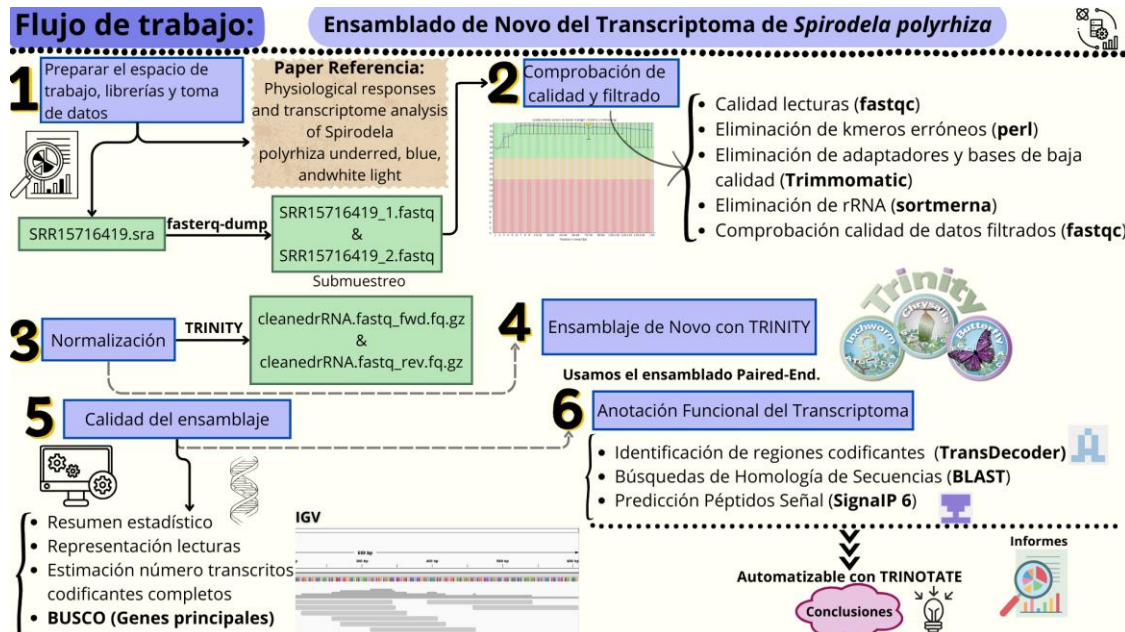 Flujo de trabajo:
Ensamblado de Novo del Transcriptoma de Spirodela polyrhiza
1
Preparar el espacio de
trabajo, librerías y toma
de datos
Paper Referencia:
Physiological responses
and transcriptome analysis
of Spirodela
polyrhiza underred, blue,
andwhite light
SRR15716419.sra
fasterq-dump
SRR15716419_1.fastq
&
SRR15716419_2.fastq
Submuestreo
2
Comprobación de
calidad y filtrado
• Calidad lecturas (fastqc)
• Eliminación de kmeros erróneos (perl)
• Eliminación de adaptadores y bases de baja
calidad (Trimmomatic)
• Eliminación de rRNA (sortmerna)
• Comprobación calidad de datos filtrados (fastqc)
3
Normalización
TRINITY
cleanedrRNA.fastq_fwd.fq.gz
&
cleanedrRNA.fastq_rev.fq.gz
4
Ensamblaje de Novo con TRINITY
Usamos el ensamblado Paired-End.
Trinity
Inchworm
Chrysalis
Butterfly
5
Calidad del ensamblaje
• Resumen estadístico
• Representación lecturas
• Estimación número transcritos
codificantes completos
• BUSCO (Genes principales)
IGV
6
Anotación Funcional del Transcriptoma
• Identificación de regiones codificantes (TransDecoder)
• Búsquedas de Homología de Secuencias (BLAST)
• Predicción Péptidos Señal (SignaIP 6)
Automatizable con TRINOTATE
Conclusiones
Informes